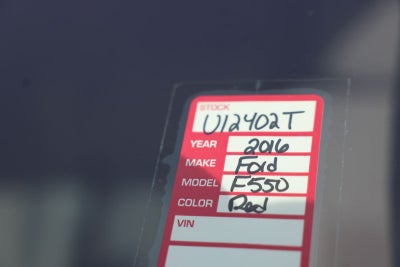 STOCK
U12402T
YEAR 2016
MAKE Ford
MODEL F550
COLOR Red
VIN